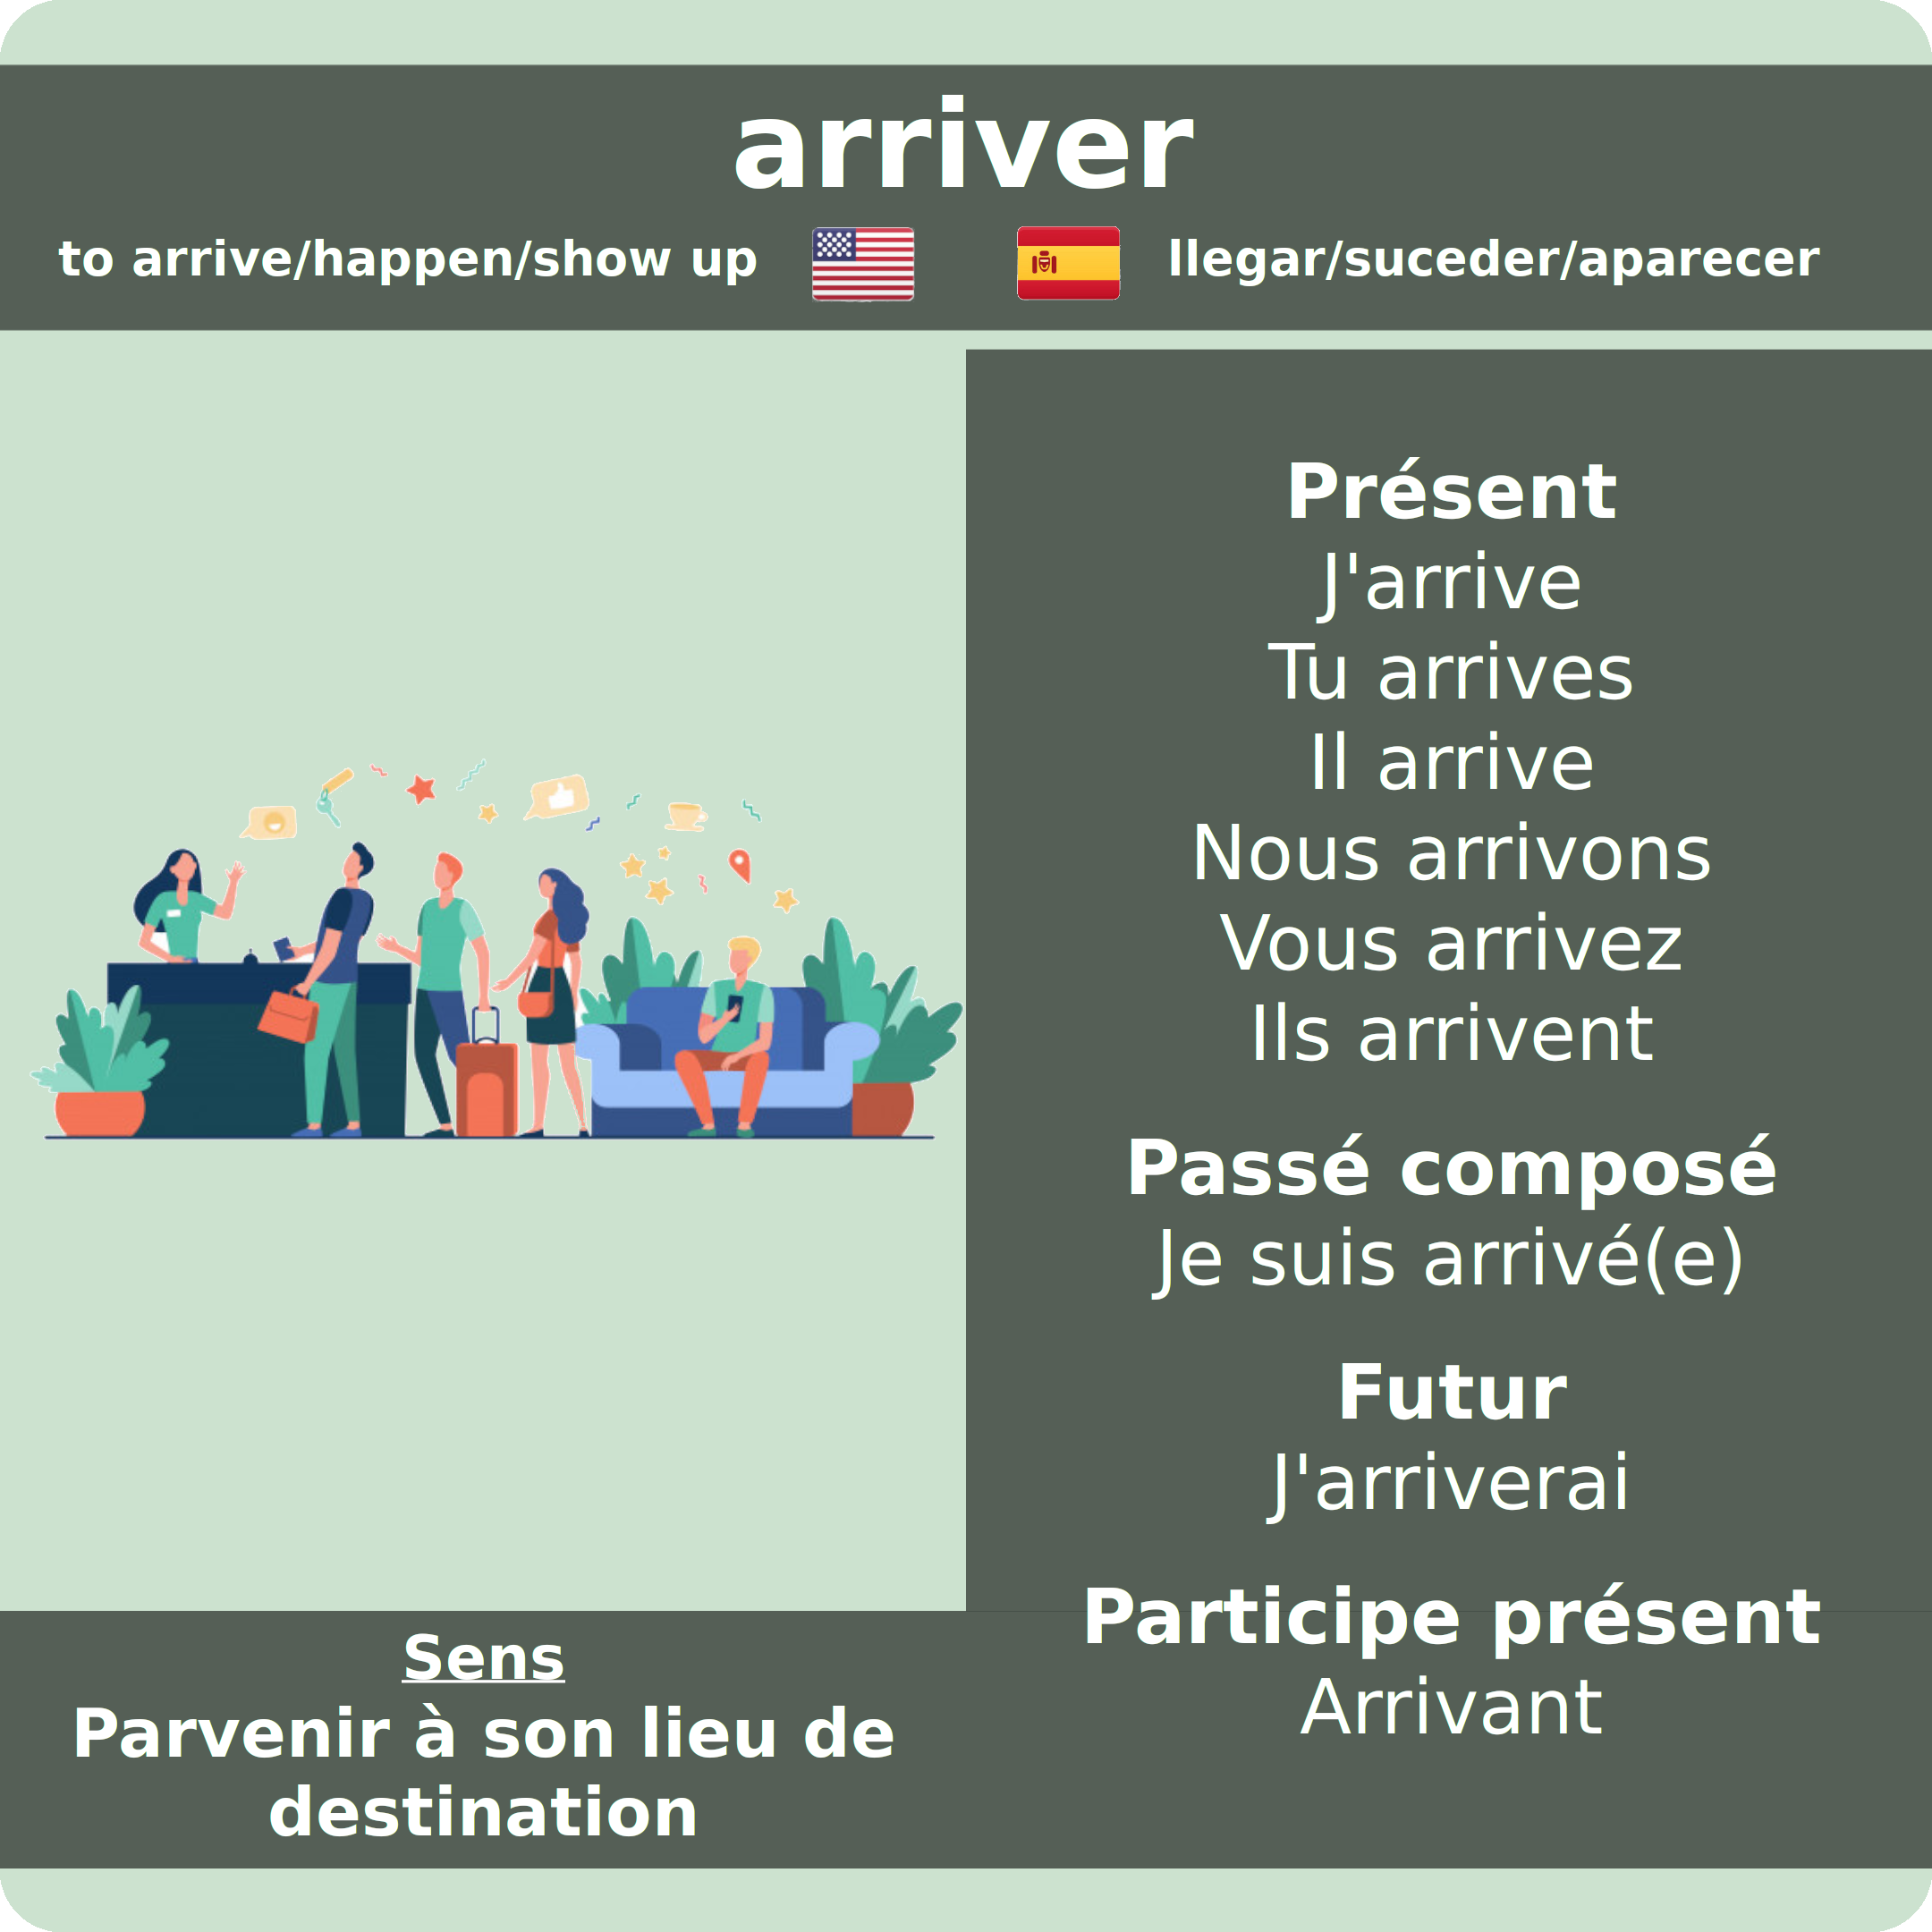 arriver
to arrive/happen/show up
llegar/suceder/aparecer
Présent
J'arrive
Tu arrives
Il arrive
Nous arrivons
Vous arrivez
Ils arrivent
Passé composé
Je suis arrivé(e)
Futur
J'arriverai
Participe présent
Arrivant
Sens
Parvenir à son lieu de
destination